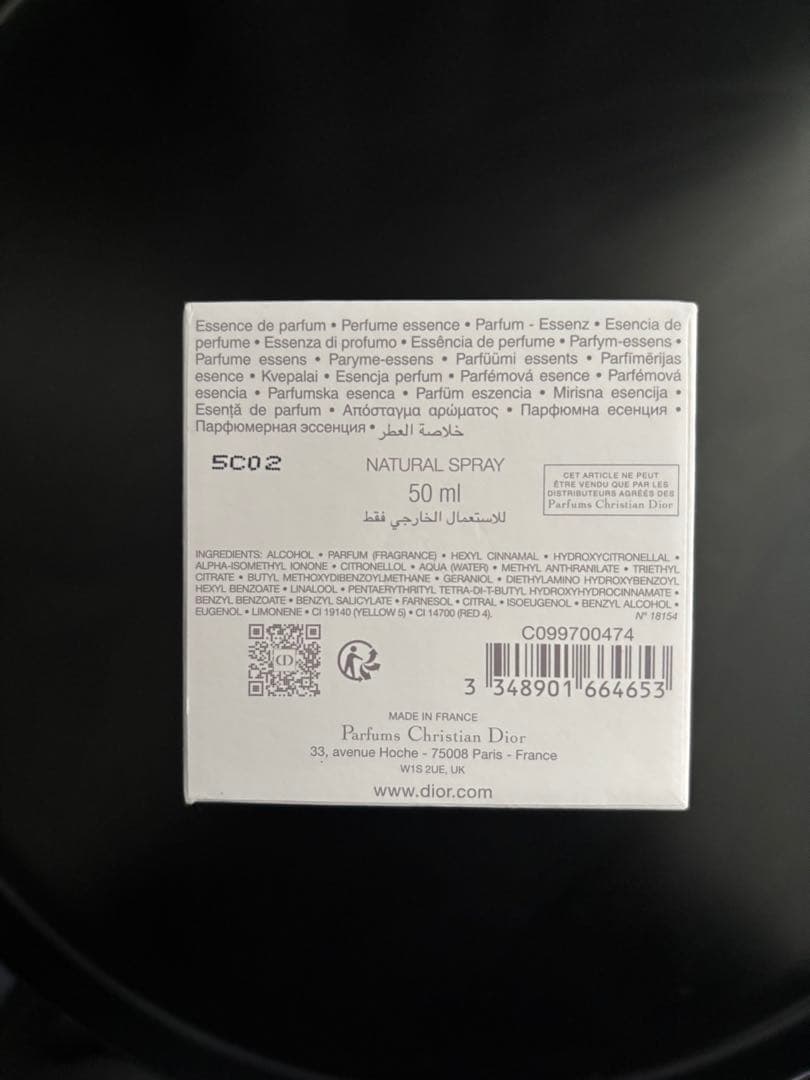 Essence de parfum • Perfume essence • Parfum - Essenz • Esencia de
perfume • Essenza di profumo • Essência de perfume • Parfym-essens •
Parfume essens • Paryme-essens • Parfüümi essents • Parfimērijas
esence • Kvepalai • Esencja perfum • Parfémová esence • Parfémová
esencia • Parfumska esenca • Parfüm eszencia • Mirisna esencija •
Esență de parfum • Απόσταγμα αρώματος • Парфюмна есенция •
Парфюмерная эссенция • خلاصة العطر
5C02
NATURAL SPRAY
50 ml
للاستعمال الخارجي فقط
CET ARTICLE NE PEUT
ÊTRE VENDU QUE PAR LES
DISTRIBUTEURS AGRÉÉS DES
Parfums Christian Dior
INGREDIENTS: ALCOHOL • PARFUM (FRAGRANCE) • HEXYL CINNAMAL • HYDROXYCITRONELLAL •
ALPHA-ISOMETHYL IONONE • CITRONELLOL • AQUA (WATER) • METHYL ANTHRANILATE • TRIETHYL
CITRATE • BUTYL METHOXYDIBENZOYLMETHANE • GERANIOL • DIETHYLAMINO HYDROXYBENZOYL
HEXYL BENZOATE • LINALOOL • PENTAERYTHRITYL TETRA-DI-T-BUTYL HYDROXYHYDROCINNAMATE •
BENZYL BENZOATE • BENZYL SALICYLATE • FARNESOL • CITRAL • ISOEUGENOL • BENZYL ALCOHOL •
EUGENOL • LIMONENE • CI 19140 (YELLOW 5) • CI 14700 (RED 4).
N° 18154
CD
C099700474
3 348901 664653
MADE IN FRANCE
Parfums Christian Dior
33, avenue Hoche - 75008 Paris - France
W1S 2UE, UK
www.dior.com